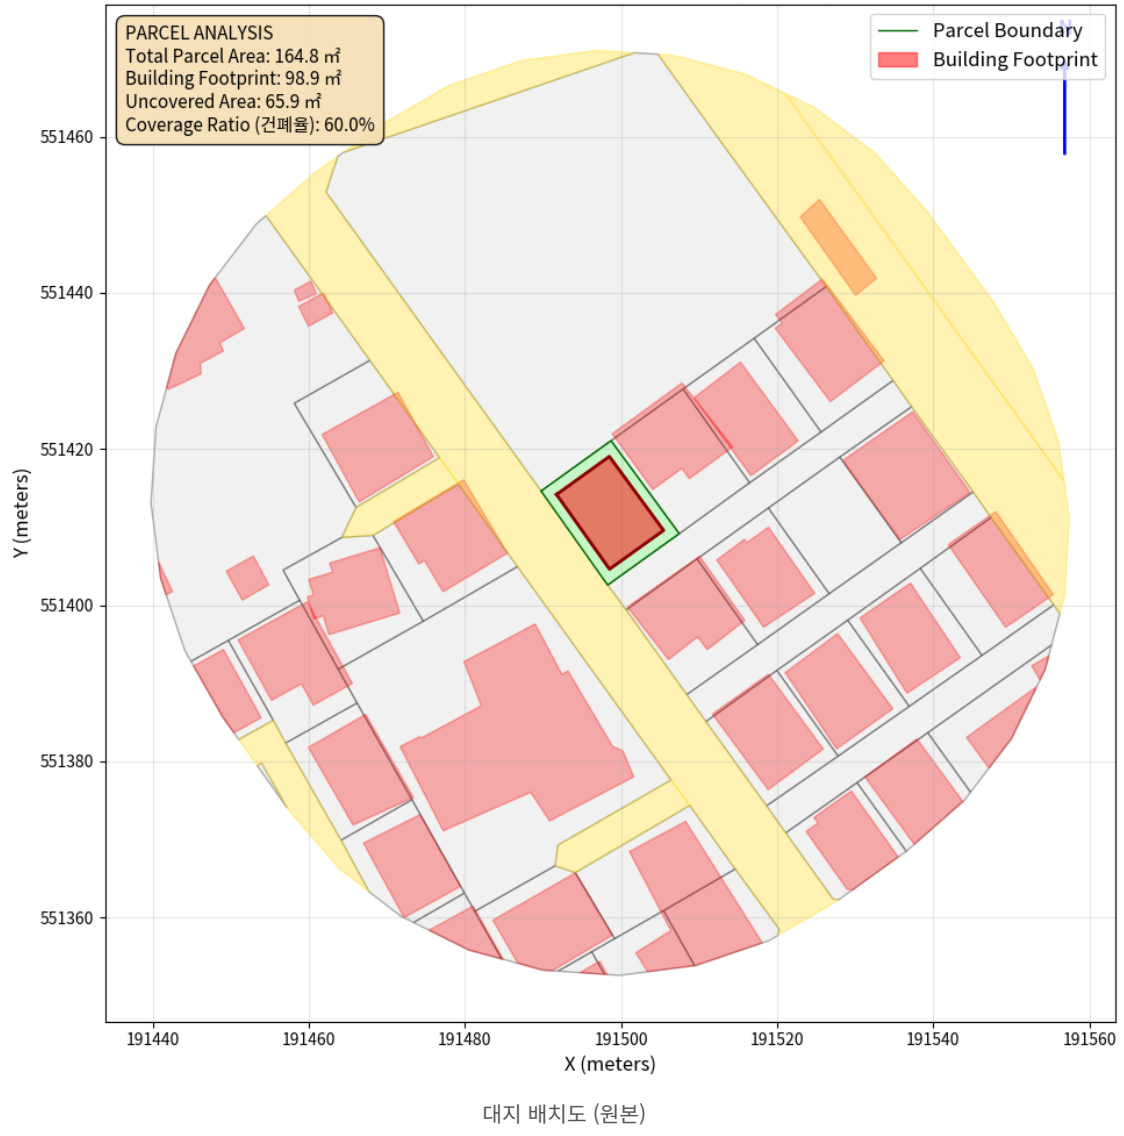 PARCEL ANALYSIS
Total Parcel Area: 164.8 ㎡
Building Footprint: 98.9 ㎡
Uncovered Area: 65.9 ㎡
Coverage Ratio (건폐율): 60.0%
N
Parcel Boundary
Building Footprint
551460
551440
551420
551400
551380
551360
Y (meters)
191440 191460 191480 191500 191520 191540 191560
X (meters)
대지 배치도 (원본)